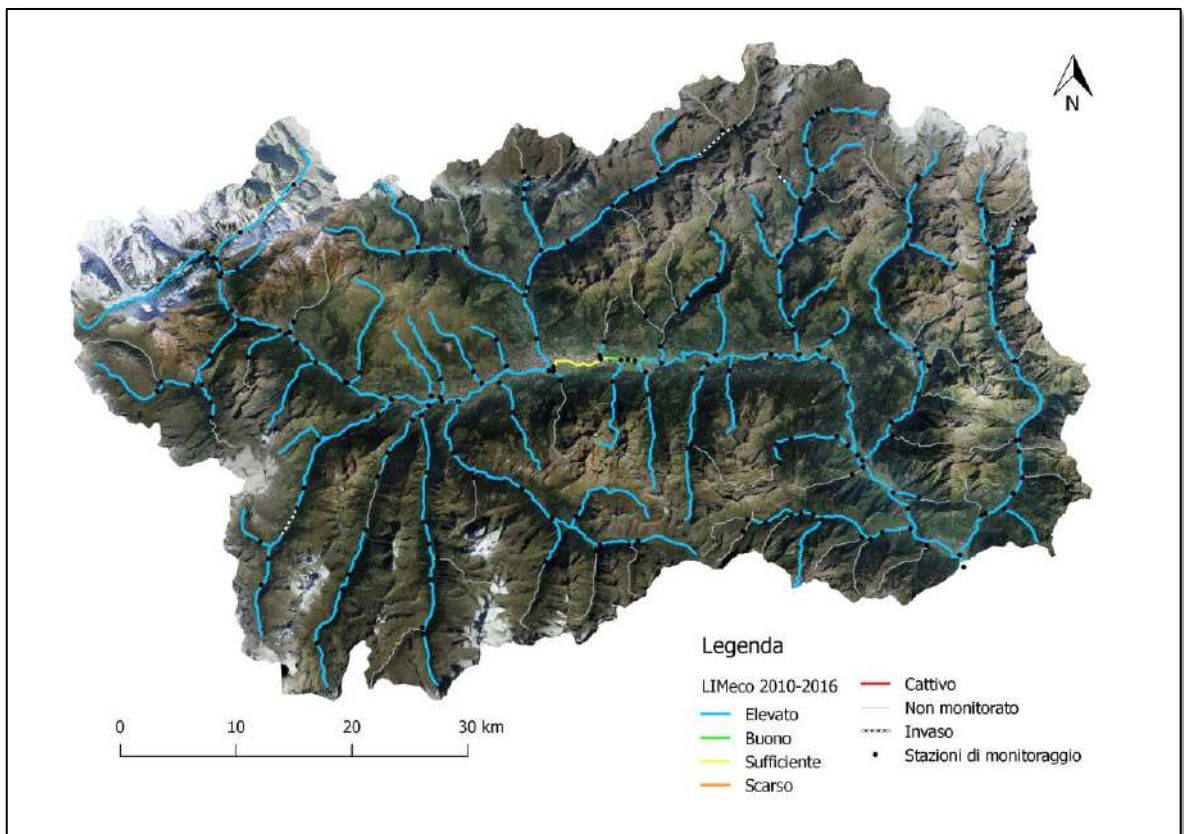 N
Legenda
LIMeco 2010-2016
Elevato
Buono
Sufficiente
Scarso
Cattivo
Non monitorato
Invaso
Stazioni di monitoraggio
0 10 20 30 km